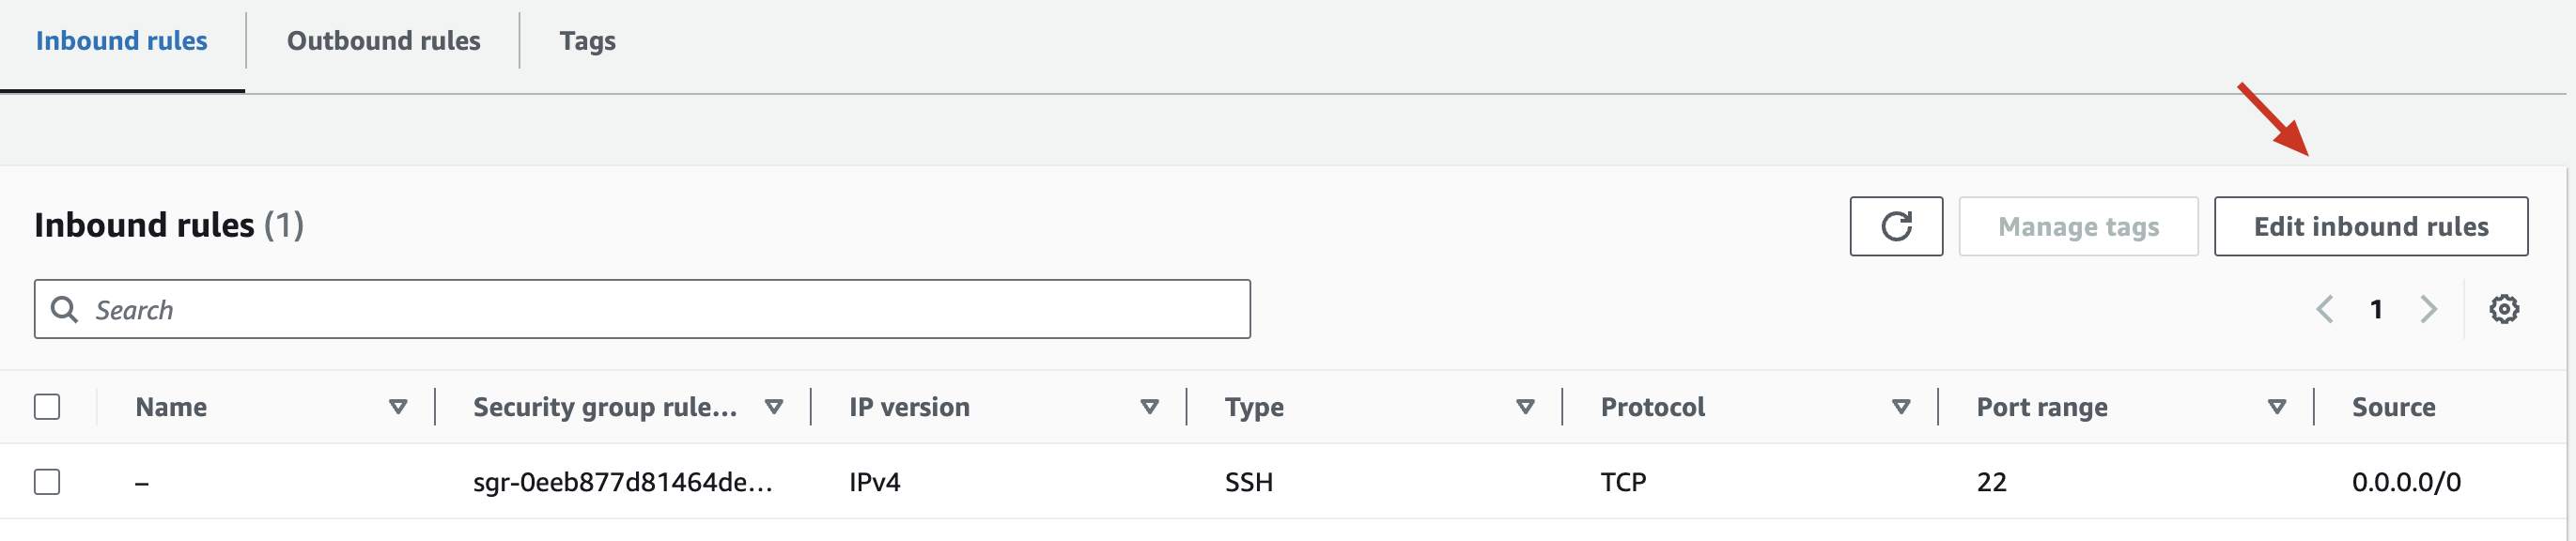 Inbound rules Outbound rules Tags
Inbound rules (1)
Manage tags Edit inbound rules
Search
1
Name Security group rule... IP version Type Protocol Port range Source
– sgr-0eeb877d81464de... IPv4 SSH TCP 22 0.0.0.0/0